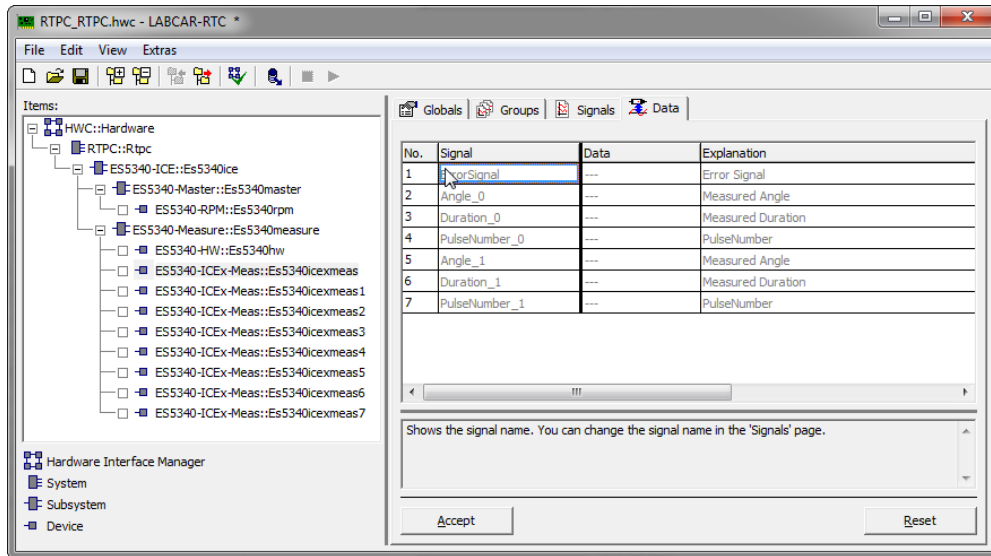 RTPC_RTPC.hwc - LABCAR-RTC *
File Edit View Extras
Items:
HWC::Hardware
RTPC::Rtpc
ES5340-ICE::Es5340ice
ES5340-Master::Es5340master
ES5340-RPM::Es5340rpm
ES5340-Measure::Es5340measure
ES5340-HW::Es5340hw
ES5340-ICEx-Meas::Es5340icexmeas
ES5340-ICEx-Meas::Es5340icexmeas1
ES5340-ICEx-Meas::Es5340icexmeas2
ES5340-ICEx-Meas::Es5340icexmeas3
ES5340-ICEx-Meas::Es5340icexmeas4
ES5340-ICEx-Meas::Es5340icexmeas5
ES5340-ICEx-Meas::Es5340icexmeas6
ES5340-ICEx-Meas::Es5340icexmeas7
Hardware Interface Manager
System
Subsystem
Device
Globals Groups Signals Data
No. Signal Data Explanation
1 ErrorSignal --- Error Signal
2 Angle_0 --- Measured Angle
3 Duration_0 --- Measured Duration
4 PulseNumber_0 --- PulseNumber
5 Angle_1 --- Measured Angle
6 Duration_1 --- Measured Duration
7 PulseNumber_1 --- PulseNumber
Shows the signal name. You can change the signal name in the 'Signals' page.
Accept Reset